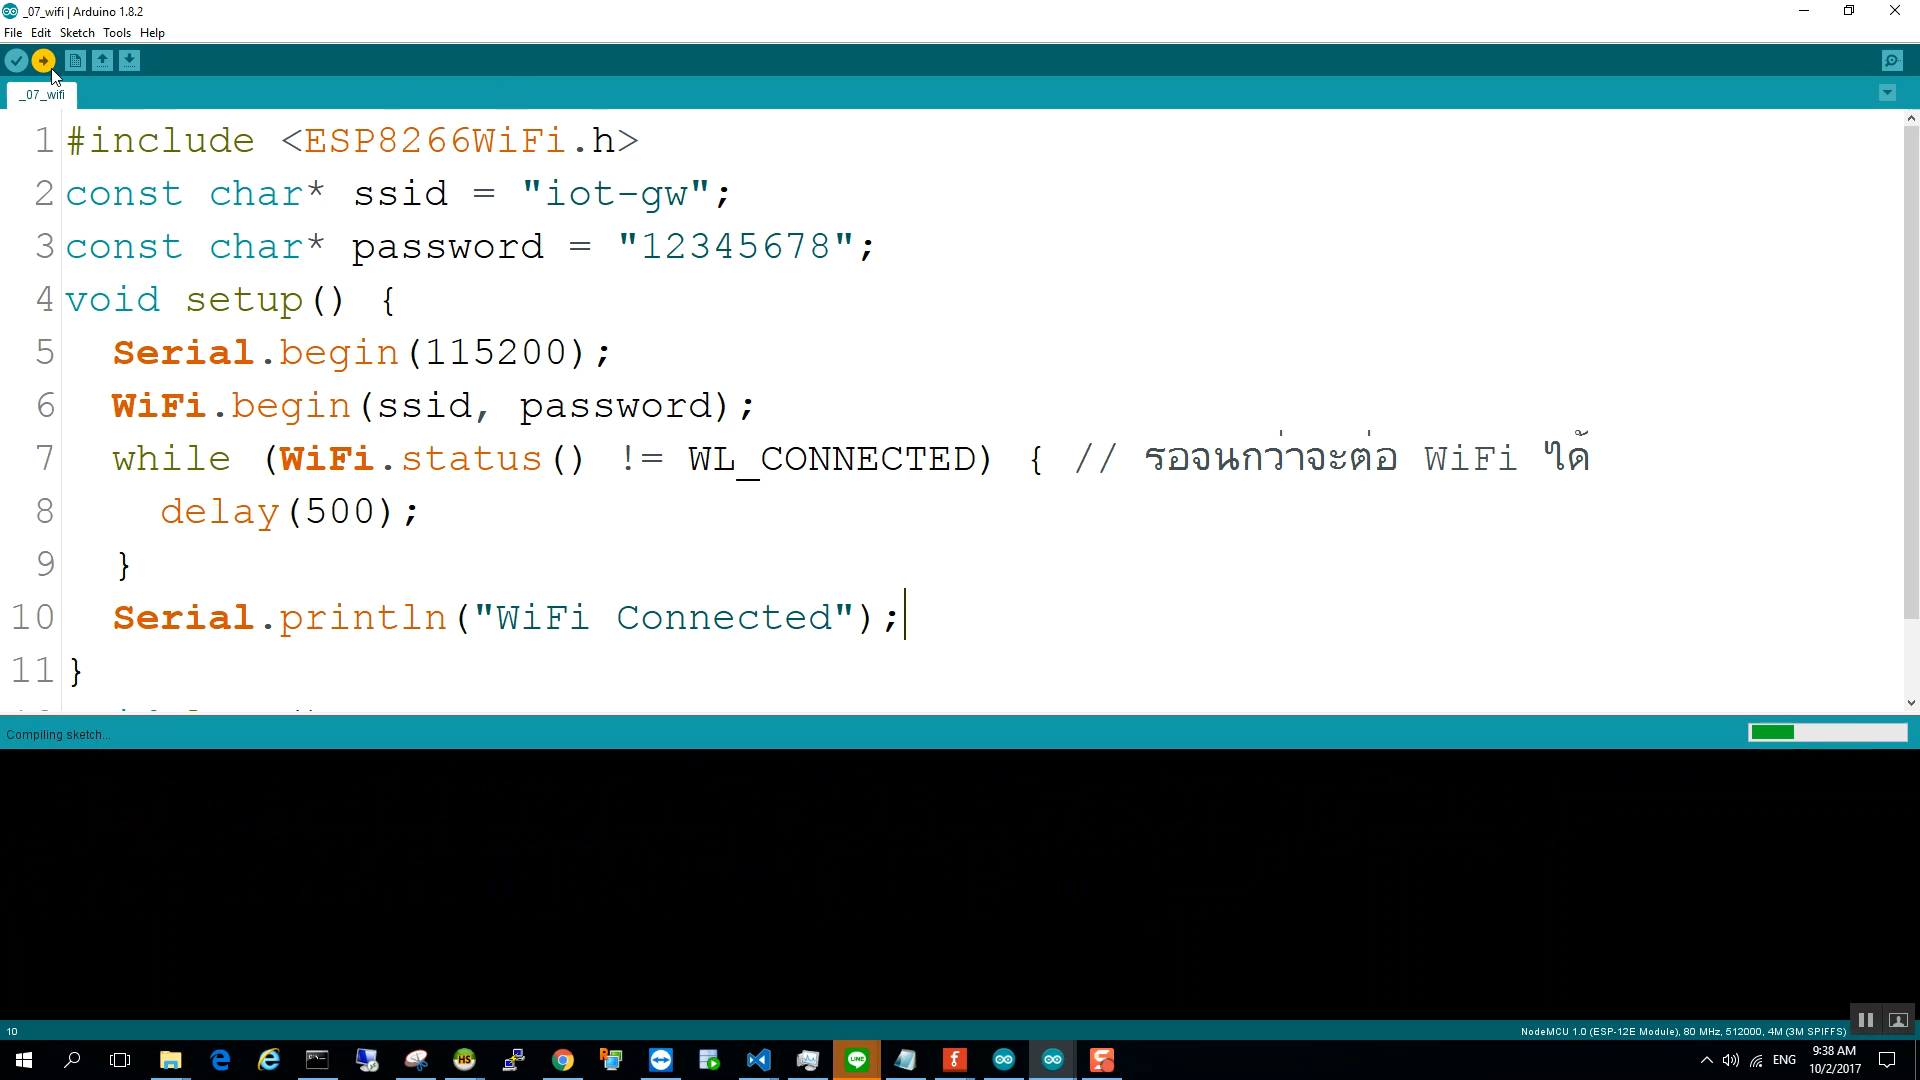 _07_wifi | Arduino 1.8.2
File Edit Sketch Tools Help
_07_wifi
1 #include <ESP8266WiFi.h>
2 const char* ssid = "iot-gw";
3 const char* password = "12345678";
4 void setup() {
5 Serial.begin(115200);
6 WiFi.begin(ssid, password);
7 while (WiFi.status() != WL_CONNECTED) { // รอจนกว่าจะต่อ WiFi ได้
8 delay(500);
9 }
10 Serial.println("WiFi Connected");
11 }
Compiling sketch...
10
NodeMCU 1.0 (ESP-12E Module), 80 MHz, 512000, 4M (3M SPIFFS)
ENG
9:38 AM
10/2/2017